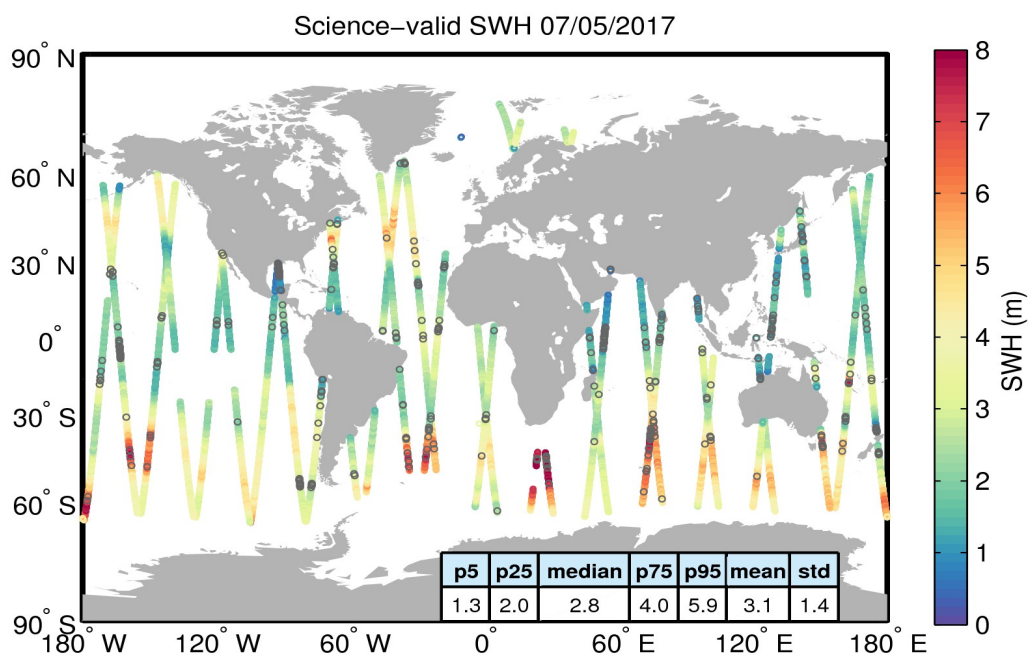 Science−valid SWH 07/05/2017
90° N
60° N
30° N
0°
30° S
60° S
90° S
180° W
120° W
60° W
0°
60° E
120° E
180° E
p5 p25 median p75 p95 mean std
1.3 2.0 2.8 4.0 5.9 3.1 1.4
8
7
6
5
4
3
2
1
0
SWH (m)